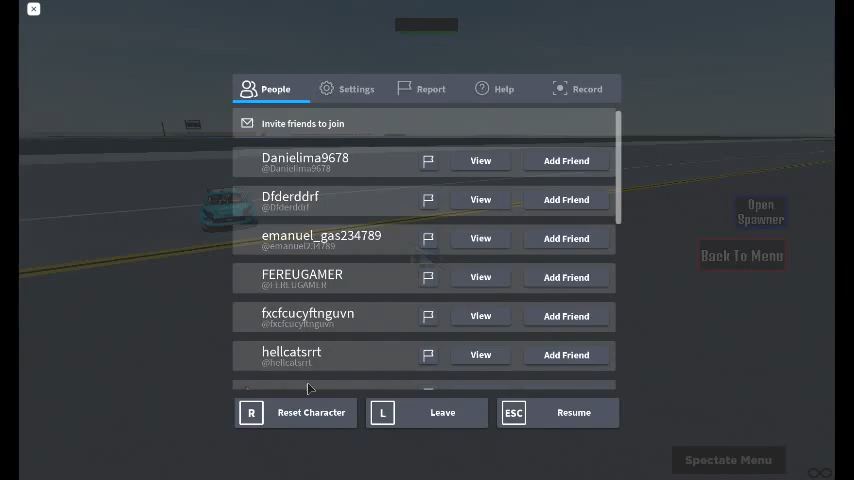 People
Settings
Report
Help
Record
Invite friends to join
Danielima9678
@Danielima9678
View
Add Friend
Dfderddrf
@Dfderddrf
View
Add Friend
emanuel_gas234789
@emanuel234789
View
Add Friend
FEREUGAMER
@FEREUGAMER
View
Add Friend
fxcfcucyftnguvn
@fxcfcucyftnguvn
View
Add Friend
hellcatsrrt
@hellcatsrrt
View
Add Friend
Open
Spawner
Back To Menu
R
Reset Character
L
Leave
ESC
Resume
Spectate Menu